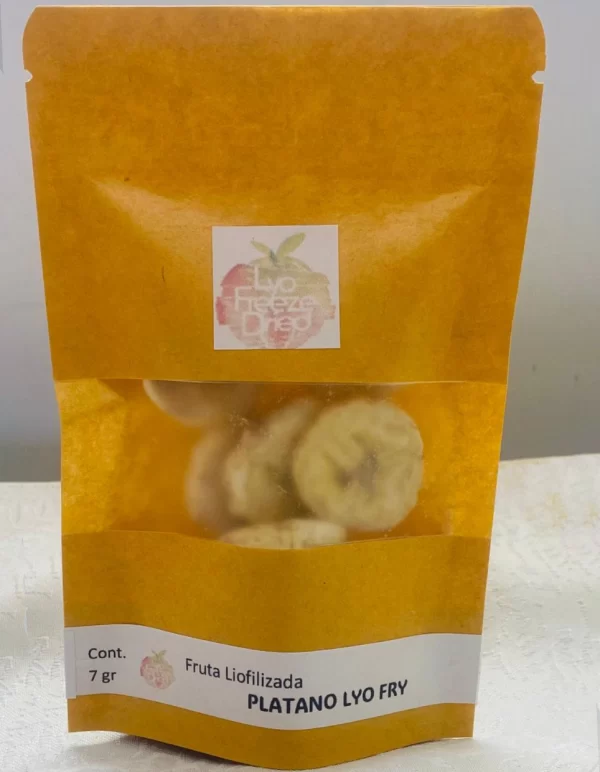 Lyo
Freeze
Dried
Cont.
7 gr
Fruta Liofilizada
PLATANO LYO FRY